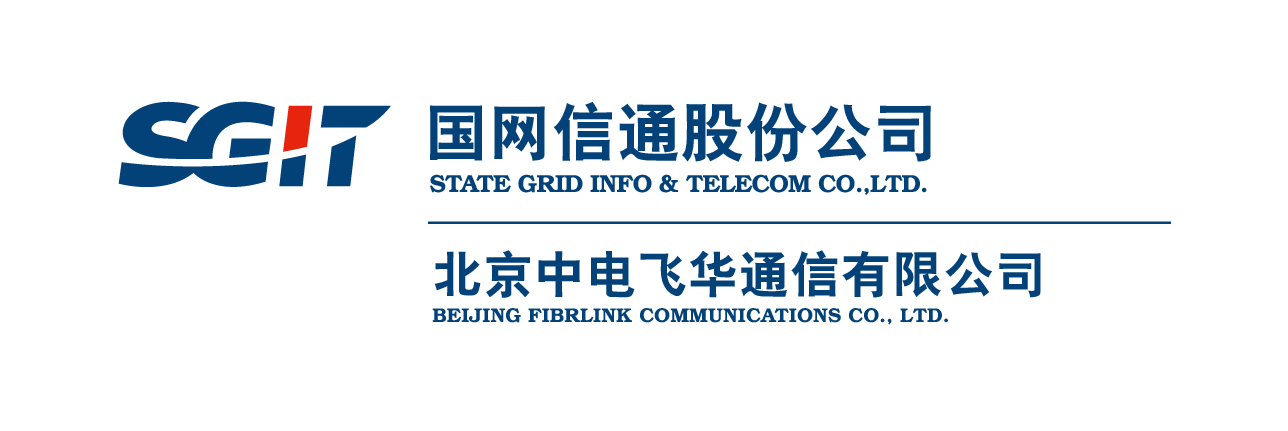 SGIT
国网信通股份公司
STATE GRID INFO & TELECOM CO.,LTD.
北京中电飞华通信有限公司
BEIJING FIBRLINK COMMUNICATIONS CO., LTD.